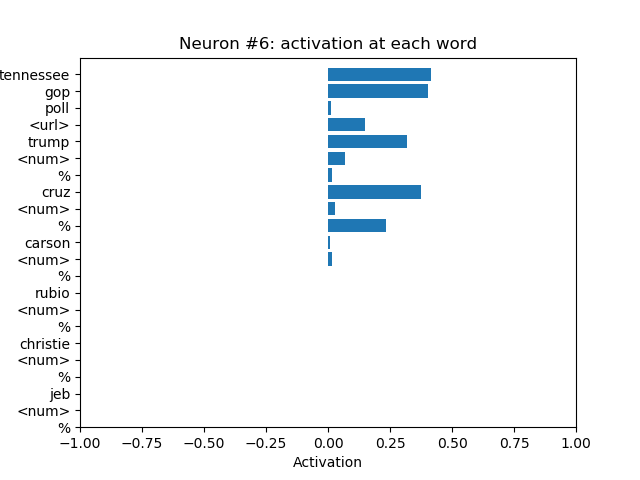 Neuron #6: activation at each word
tennessee
gop
poll
<url>
trump
<num>
%
cruz
<num>
%
carson
<num>
%
rubio
<num>
%
christie
<num>
%
jeb
<num>
%
−1.00 −0.75 −0.50 −0.25 0.00 0.25 0.50 0.75 1.00
Activation